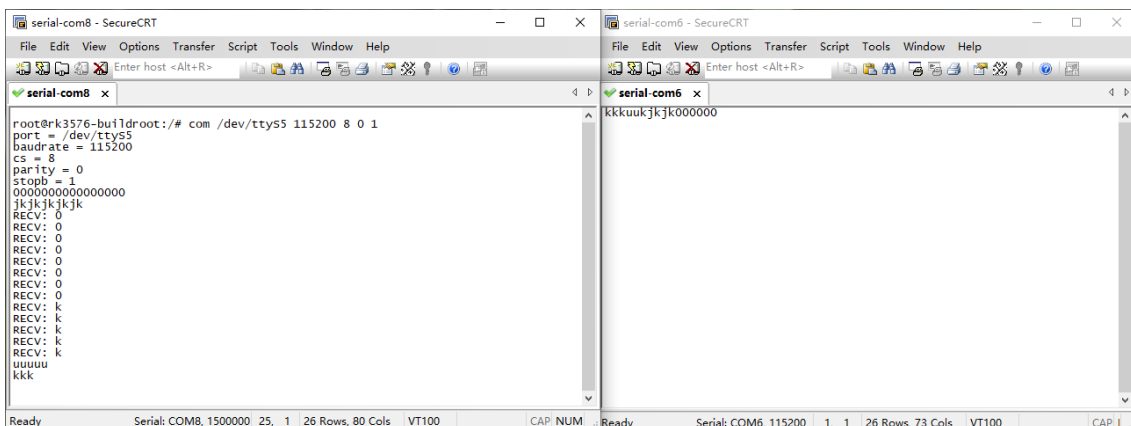 serial-com8 - SecureCRT
File Edit View Options Transfer Script Tools Window Help
Enter host <Alt+R>
serial-com8
root@rk3576-buildroot:/# com /dev/ttyS5 115200 8 0 1
port = /dev/ttyS5
baudrate = 115200
cs = 8
parity = 0
stopb = 1
0000000000000000
jkjkjkjkjk
RECV: 0
RECV: 0
RECV: 0
RECV: 0
RECV: 0
RECV: 0
RECV: 0
RECV: 0
RECV: k
RECV: k
RECV: k
RECV: k
RECV: k
uuuuu
kkk
Ready Serial: COM8, 1500000 25, 1 26 Rows, 80 Cols VT100 CAP NUM
serial-com6 - SecureCRT
File Edit View Options Transfer Script Tools Window Help
Enter host <Alt+R>
serial-com6
kkkuukjkjk000000
Ready Serial: COM6, 115200 1 1 26 Rows, 73 Cols VT100 CAP